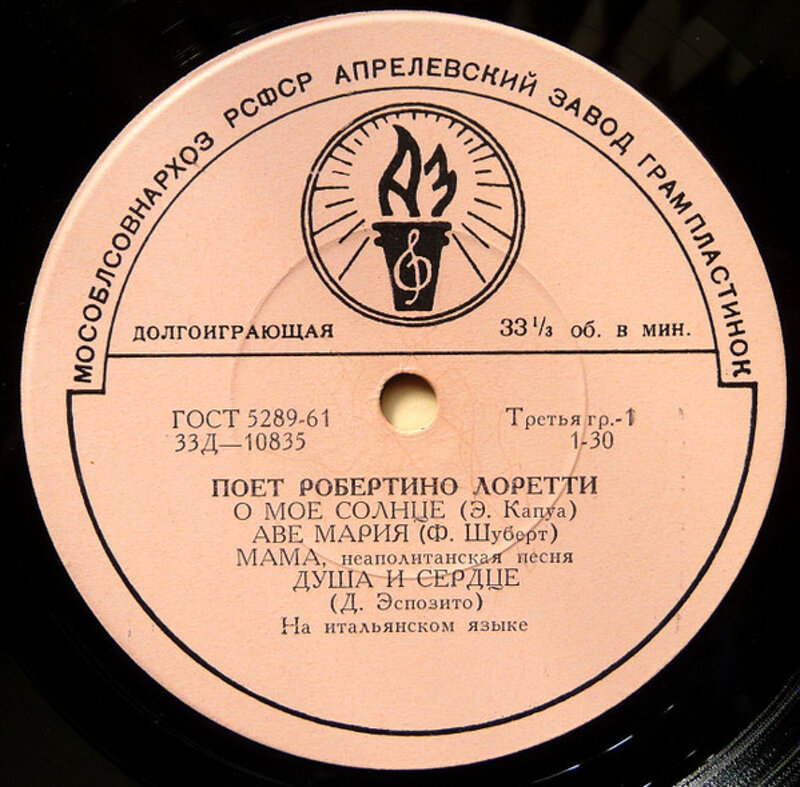 МОСОБЛСОВНАРХОЗ РСФСР АПРЕЛЕВСКИЙ ЗАВОД ГРАМПЛАСТИНОК
АЗ
ДОЛГОИГРАЮЩАЯ 33 1/3 об. в мин.
ГОСТ 5289-61 Третья гр.-1
33Д—10835 1-30
ПОЕТ РОБЕРТИНО ЛОРЕТТИ
О МОЕ СОЛНЦЕ (Э. Капуа)
АВЕ МАРИЯ (Ф. Шуберт)
МАМА, неаполитанская песня
ДУША И СЕРДЦЕ
(Д. Эспозито)
На итальянском языке